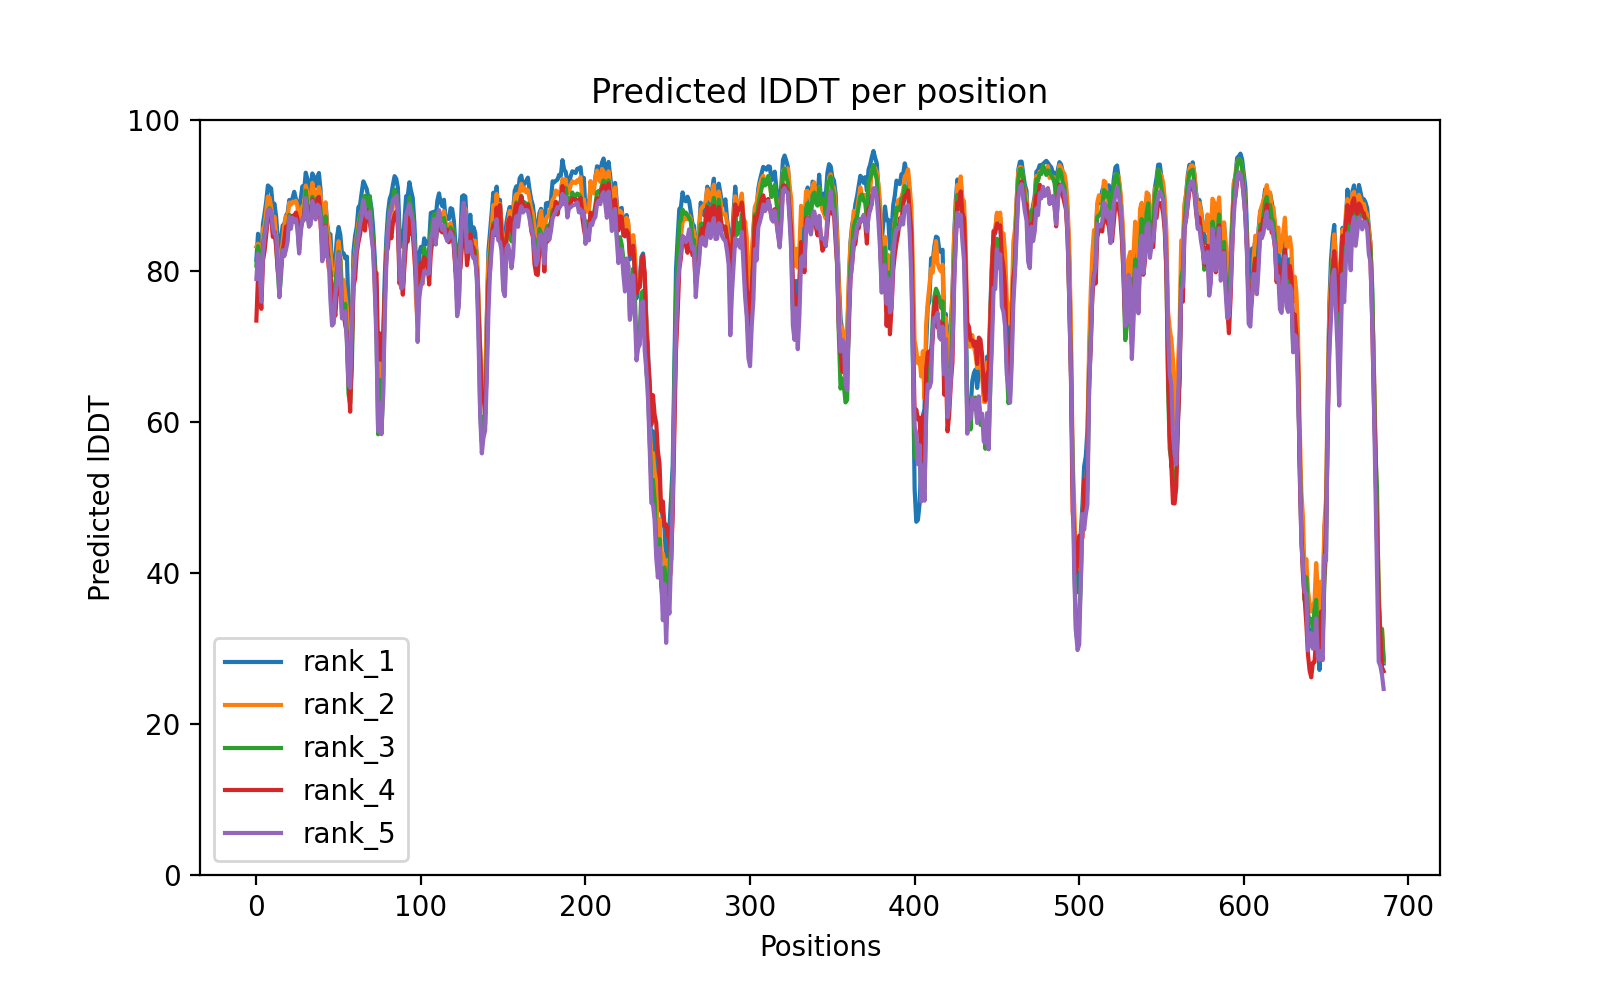 Predicted lDDT per position
100
80
60
40
20
0
Predicted lDDT
rank_1
rank_2
rank_3
rank_4
rank_5
0 100 200 300 400 500 600 700
Positions